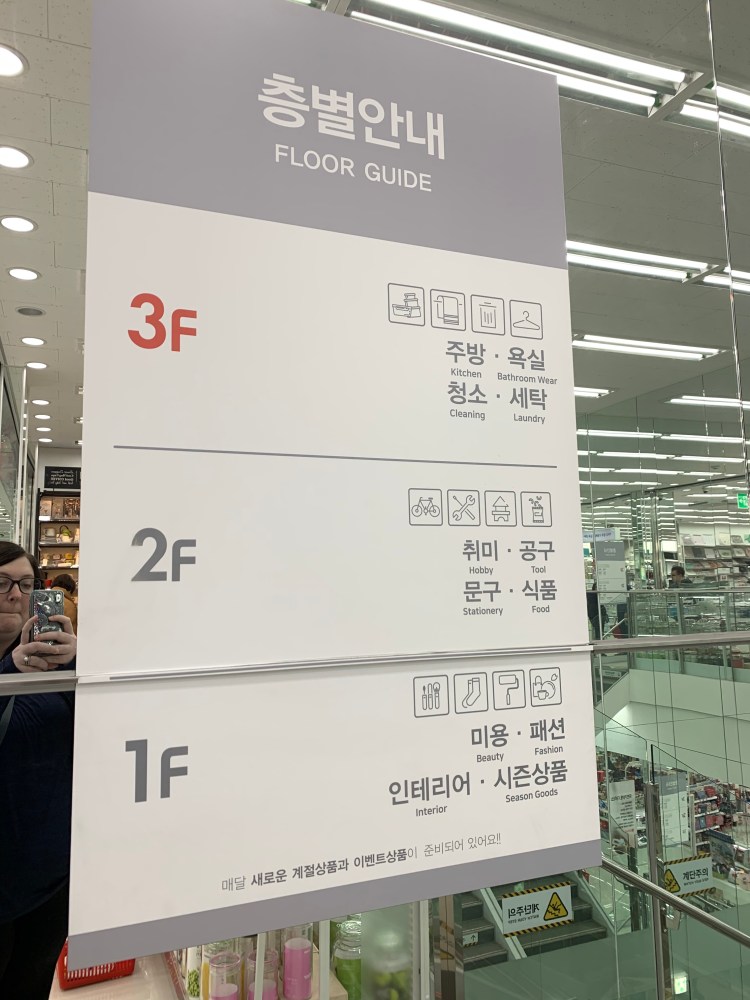 층별안내
FLOOR GUIDE
3F
주방 · 욕실
Kitchen Bathroom Wear
청소 · 세탁
Cleaning Laundry
2F
취미 · 공구
Hobby Tool
문구 · 식품
Stationery Food
1F
미용 · 패션
Beauty Fashion
인테리어 · 시즌상품
Interior Season Goods
매달 새로운 계절상품과 이벤트상품이 준비되어 있어요!!
계단주의
계단주의